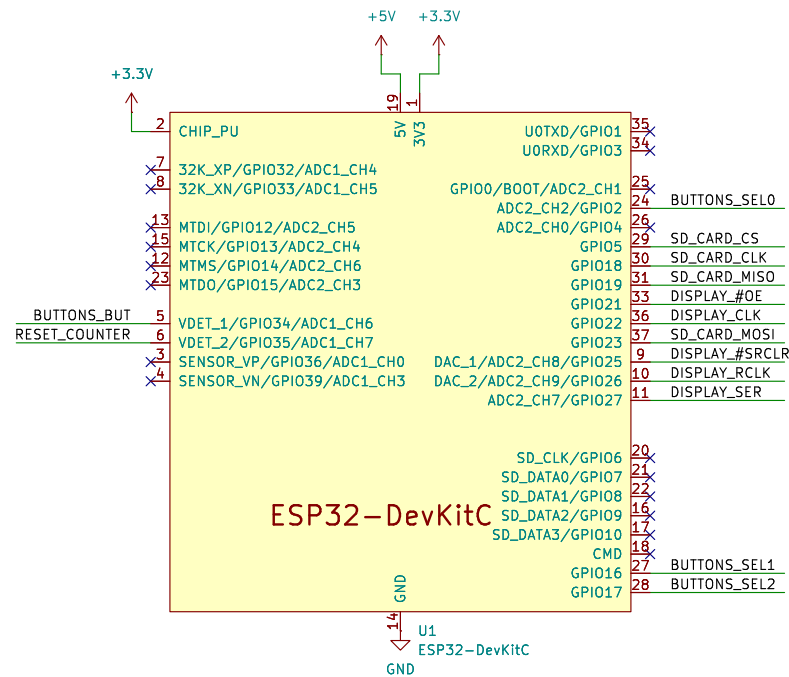 +5V
+3.3V
+3.3V
19
1
2
CHIP_PU
5V
3V3
U0TXD/GPIO1
35
U0RXD/GPIO3
34
7
32K_XP/GPIO32/ADC1_CH4
8
32K_XN/GPIO33/ADC1_CH5
GPIO0/BOOT/ADC2_CH1
25
ADC2_CH2/GPIO2
24
BUTTONS_SEL0
13
MTDI/GPIO12/ADC2_CH5
ADC2_CH0/GPIO4
26
15
MTCK/GPIO13/ADC2_CH4
GPIO5
29
SD_CARD_CS
12
MTMS/GPIO14/ADC2_CH6
GPIO18
30
SD_CARD_CLK
23
MTDO/GPIO15/ADC2_CH3
GPIO19
31
SD_CARD_MISO
GPIO21
33
DISPLAY_#OE
BUTTONS_BUT
5
VDET_1/GPIO34/ADC1_CH6
GPIO22
36
DISPLAY_CLK
RESET_COUNTER
6
VDET_2/GPIO35/ADC1_CH7
GPIO23
37
SD_CARD_MOSI
3
SENSOR_VP/GPIO36/ADC1_CH0
DAC_1/ADC2_CH8/GPIO25
9
DISPLAY_#SRCLR
4
SENSOR_VN/GPIO39/ADC1_CH3
DAC_2/ADC2_CH9/GPIO26
10
DISPLAY_RCLK
ADC2_CH7/GPIO27
11
DISPLAY_SER
SD_CLK/GPIO6
20
SD_DATA0/GPIO7
21
SD_DATA1/GPIO8
22
ESP32-DevKitC
SD_DATA2/GPIO9
16
SD_DATA3/GPIO10
17
CMD
18
GPIO16
27
BUTTONS_SEL1
GPIO17
28
BUTTONS_SEL2
GND
14
U1
ESP32-DevKitC
GND